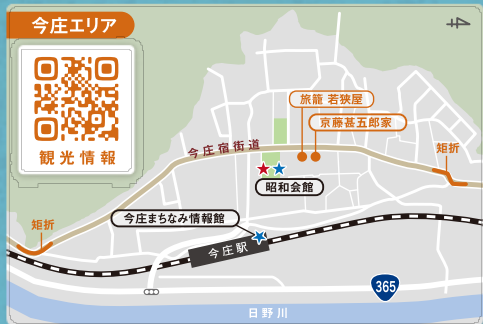 今庄エリア
観光情報
旅籠 若狭屋
京藤甚五郎家
今庄宿街道
矩折
昭和会館
今庄まちなみ情報館
矩折
今庄駅
365
日野川